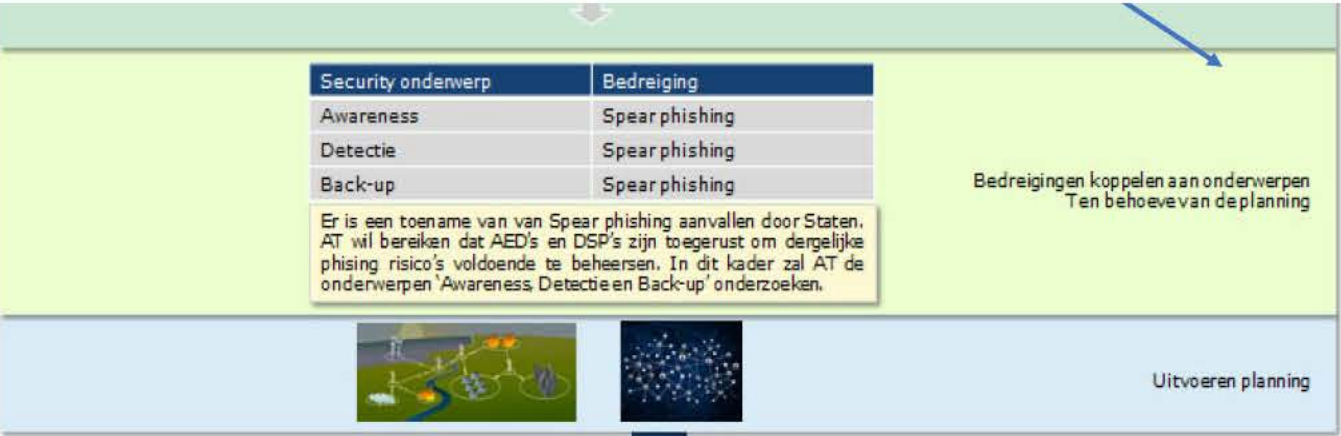 Security onderwerp Bedreiging
Awareness Spear phishing
Detectie Spear phishing
Back-up Spear phishing
Er is een toename van van Spear phishing aanvallen door Staten.
AT wil bereiken dat AED's en DSP's zijn toegerust om dergelijke
phising risico's voldoende te beheersen. In dit kader zal AT de
onderwerpen 'Awareness, Detectie en Back-up' onderzoeken.
Bedreigingen koppelen aan onderwerpen
Ten behoeve van de planning
Uitvoeren planning